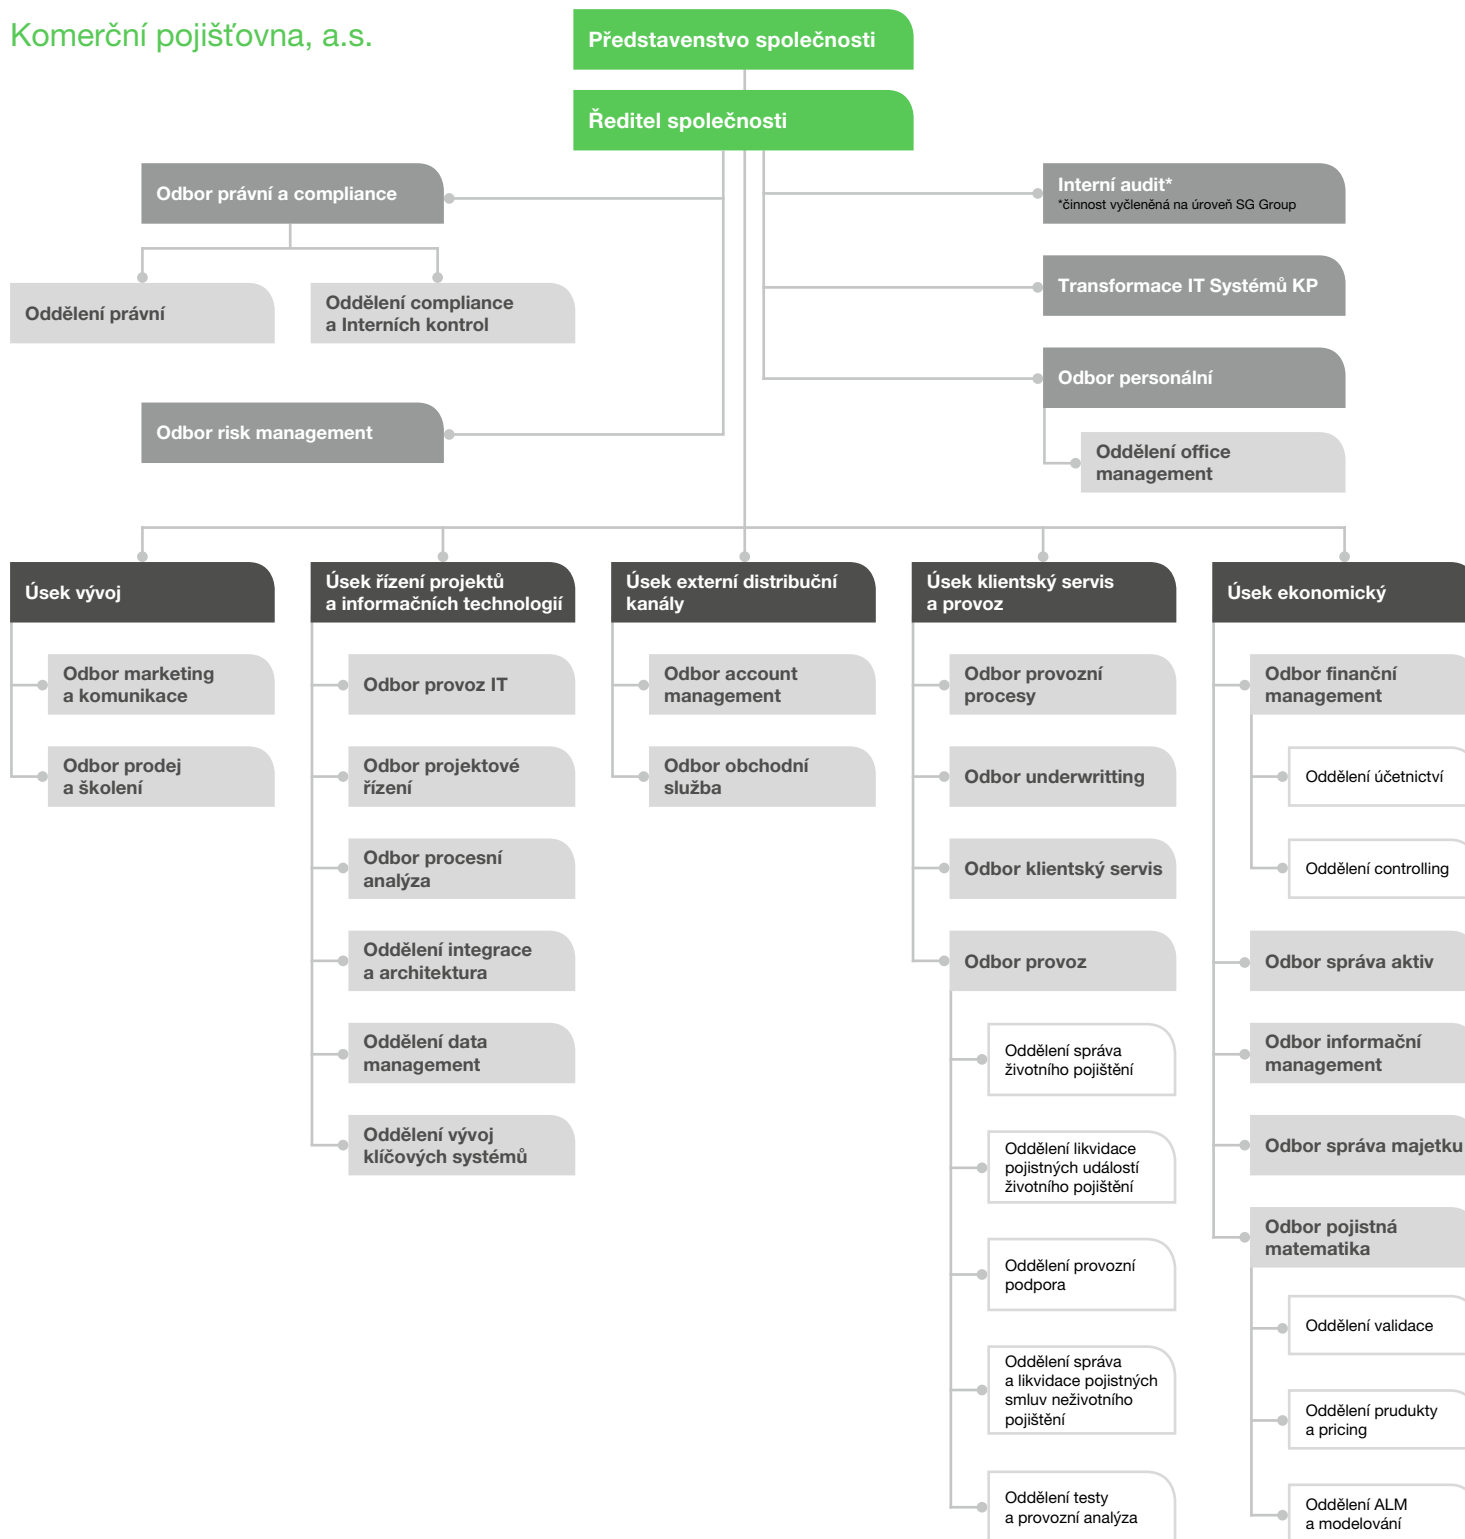 Komerční pojišťovna, a.s.
Představenstvo společnosti
Ředitel společnosti
Odbor právní a compliance
Oddělení právní
Oddělení compliance
a Interních kontrol
Odbor risk management
Interní audit*
*činnost vyčleněná na úroveň SG Group
Transformace IT Systémů KP
Odbor personální
Oddělení office
management
Úsek vývoj
Odbor marketing
a komunikace
Odbor prodej
a školení
Úsek řízení projektů
a informačních technologií
Odbor provoz IT
Odbor projektové
řízení
Odbor procesní
analýza
Oddělení integrace
a architektura
Oddělení data
management
Oddělení vývoj
klíčových systémů
Úsek externí distribuční
kanály
Odbor account
management
Odbor obchodní
služba
Úsek klientský servis
a provoz
Odbor provozní
procesy
Odbor underwritting
Odbor klientský servis
Odbor provoz
Oddělení správa
životního pojištění
Oddělení likvidace
pojistných událostí
životního pojištění
Oddělení provozní
podpora
Oddělení správa
a likvidace pojistných
smluv neživotního
pojištění
Oddělení testy
a provozní analýza
Úsek ekonomický
Odbor finanční
management
Oddělení účetnictví
Oddělení controlling
Odbor správa aktiv
Odbor informační
management
Odbor správa majetku
Odbor pojistná
matematika
Oddělení validace
Oddělení prudukty
a pricing
Oddělení ALM
a modelování